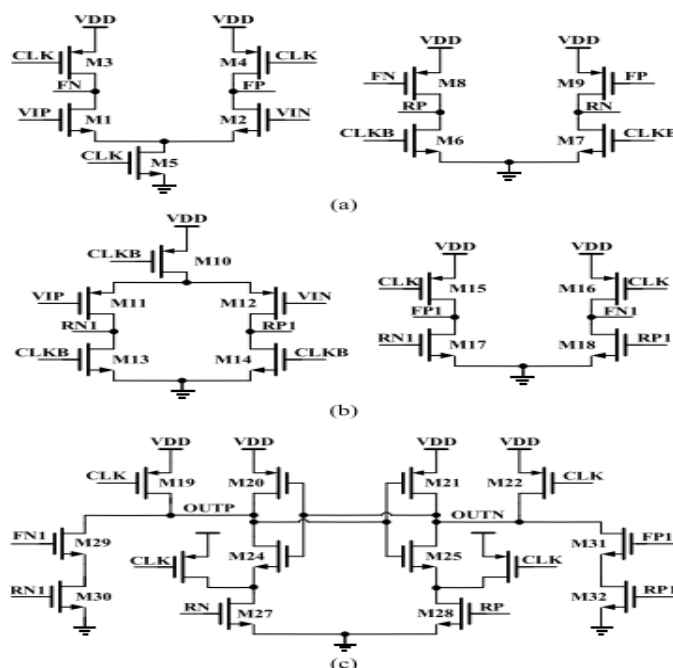 VDD VDD
CLK M3 M4 CLK
FN FP
VIP M1 M2 VIN
CLK M5
VDD VDD
FN M8 M9 FP
RP RN
CLKB M6 M7 CLKB
(a)
VDD
CLKB M10
VIP M11 M12 VIN
RN1 RP1
CLKB M13 M14 CLKB
VDD VDD
CLK M15 M16 CLK
FP1 FN1
RN1 M17 M18 RP1
(b)
VDD VDD VDD VDD
CLK M19 M20 M21 M22 CLK
OUTP OUTN
FN1 M29 M24 M25 M31 FP1
CLK CLK
RN1 M30 RN M27 M28 RP M32 RP1
(c)